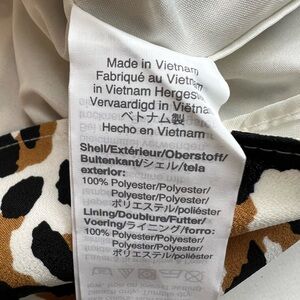 Made in Vietnam
Fabriqué au Vietnam
in Vietnam Hergestellt
Vervaardigd in Viëtnam
ベトナム製
Hecho en Vietnam
Shell/Extérieur/Oberstoff/
Buitenkant/シェル/tela
exterior:
100% Polyester/Polyester/
Polyester/Polyester/
ポリエステル/poliéster
Lining/Doublure/Futter/
Voering/ライニング/forro:
100% Polyester/Polyester/
Polyester/Polyester/
ポリエステル/poliéster